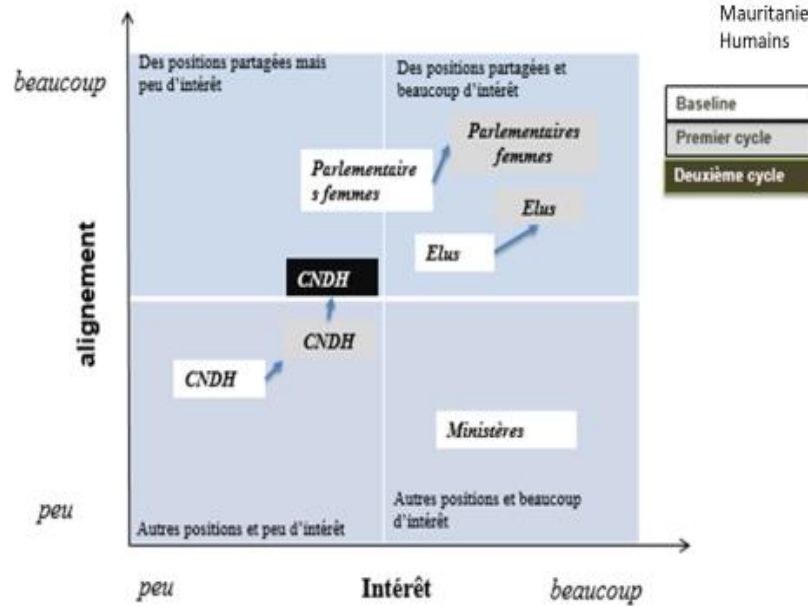 Mauritanie
Humains
beaucoup
Des positions partagées mais
peu d'intérêt
Des positions partagées et
beaucoup d'intérêt
Baseline
Premier cycle
Deuxième cycle
Parlementaires
femmes
Parlementaire
s femmes
Elus
Elus
alignement
CNDH
CNDH
CNDH
Ministères
peu
Autres positions et peu d'intérêt
Autres positions et beaucoup
d'intérêt
peu
Intérêt
beaucoup